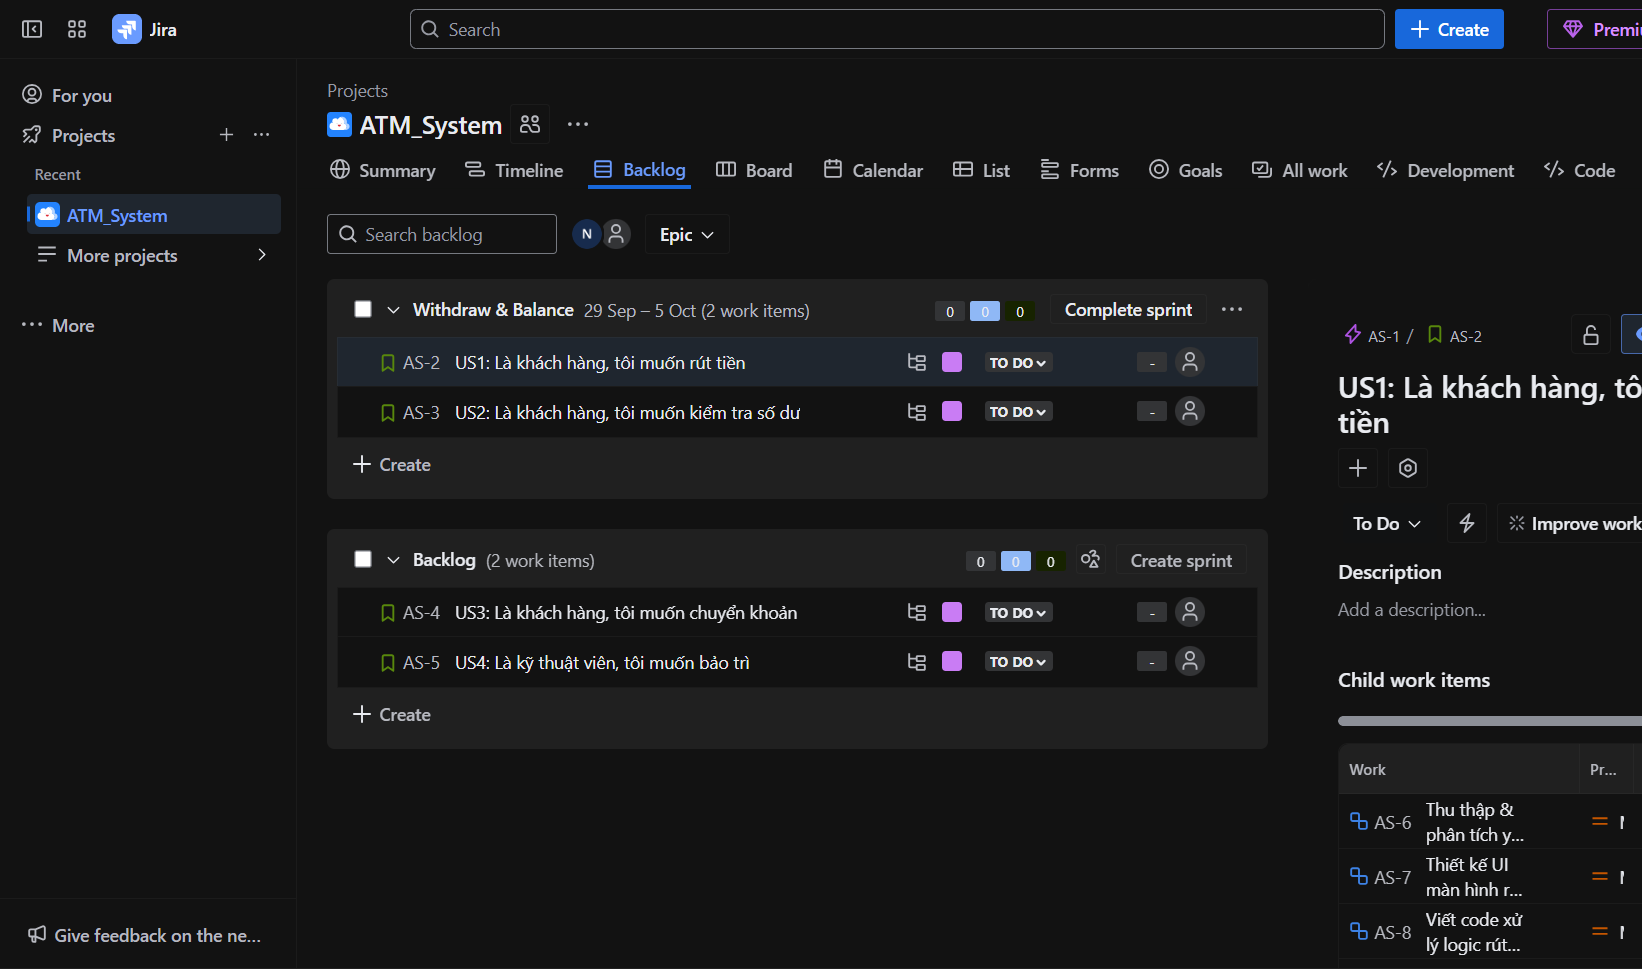 Jira
Search
Create
For you
Projects
Recent
ATM_System
More projects
More
Give feedback on the ne...
Projects
ATM_System
Summary
Timeline
Backlog
Board
Calendar
List
Forms
Goals
All work
Development
Code
Search backlog
N
Epic
Withdraw & Balance 29 Sep – 5 Oct (2 work items)
0 0 0
Complete sprint
AS-2 US1: Là khách hàng, tôi muốn rút tiền
TO DO
-
AS-3 US2: Là khách hàng, tôi muốn kiểm tra số dư
TO DO
-
Create
Backlog (2 work items)
0 0 0
Create sprint
AS-4 US3: Là khách hàng, tôi muốn chuyển khoản
TO DO
-
AS-5 US4: Là kỹ thuật viên, tôi muốn bảo trì
TO DO
-
Create
AS-1 / AS-2
US1: Là khách hàng,
tiền
To Do
Improve work
Description
Add a description...
Child work items
Work
Pr...
AS-6
Thu thập &
phân tích y...
AS-7
Thiết kế UI
màn hình r...
AS-8
Viết code xử
lý logic rút...